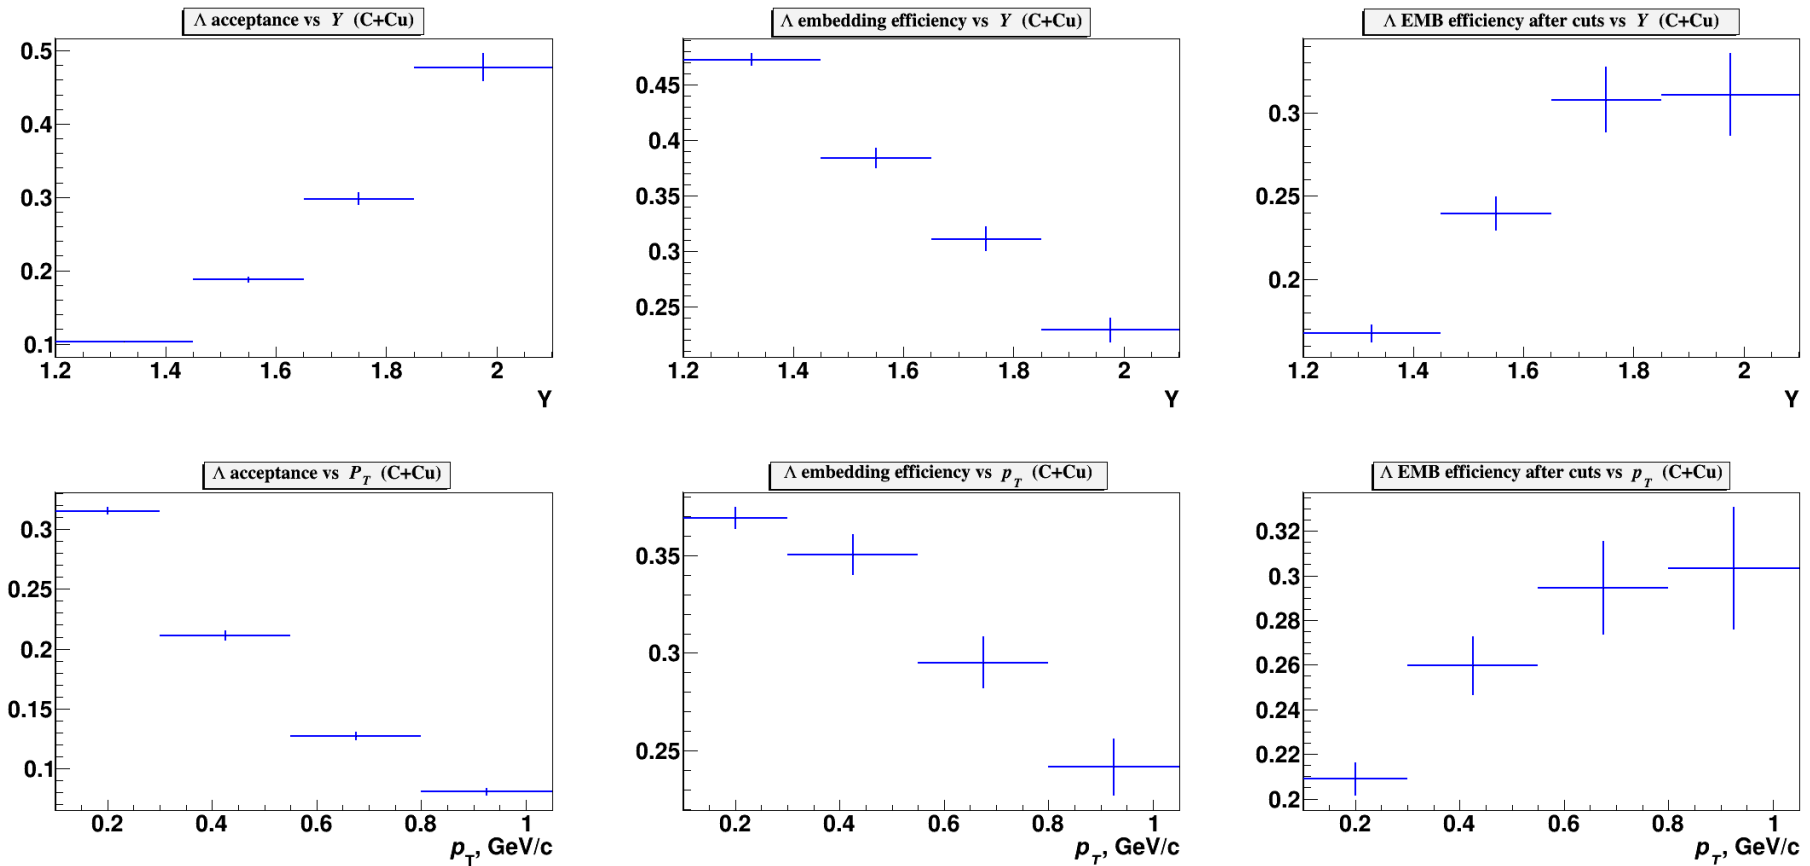 Λ acceptance vs Y (C+Cu)
0.5
0.4
0.3
0.2
0.1
1.2 1.4 1.6 1.8 2
Y
Λ embedding efficiency vs Y (C+Cu)
0.45
0.4
0.35
0.3
0.25
1.2 1.4 1.6 1.8 2
Y
Λ EMB efficiency after cuts vs Y (C+Cu)
0.3
0.25
0.2
1.2 1.4 1.6 1.8 2
Y
Λ acceptance vs P_T (C+Cu)
0.3
0.25
0.2
0.15
0.1
0.2 0.4 0.6 0.8 1
p_T, GeV/c
Λ embedding efficiency vs p_T (C+Cu)
0.35
0.3
0.25
0.2 0.4 0.6 0.8 1
p_T, GeV/c
Λ EMB efficiency after cuts vs p_T (C+Cu)
0.32
0.3
0.28
0.26
0.24
0.22
0.2
0.2 0.4 0.6 0.8 1
p_T, GeV/c